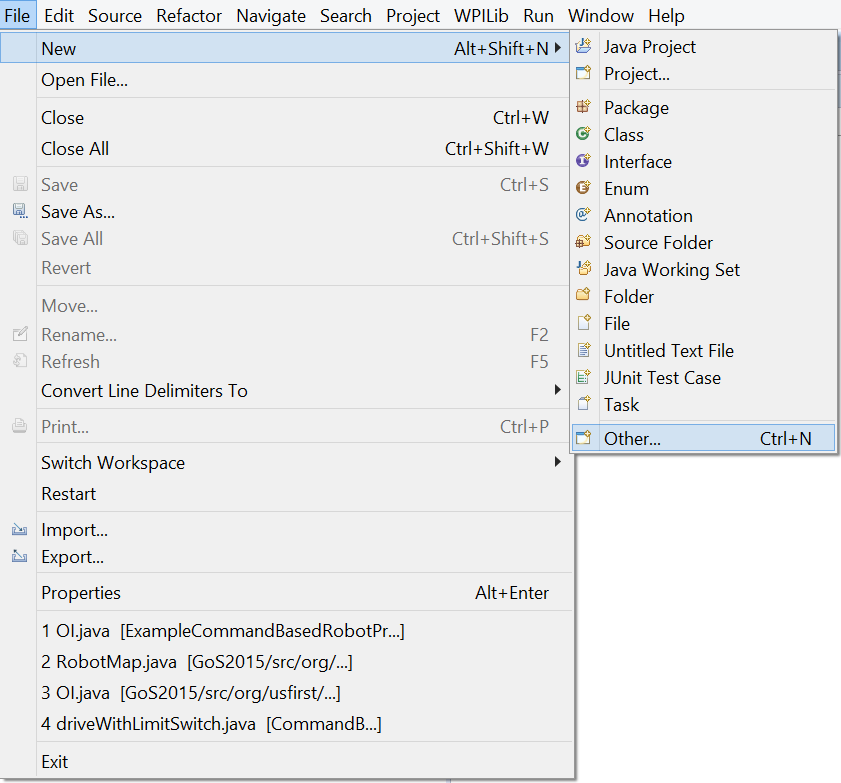 File Edit Source Refactor Navigate Search Project WPILib Run Window Help
New Alt+Shift+N
Open File...
Close Ctrl+W
Close All Ctrl+Shift+W
Save Ctrl+S
Save As...
Save All Ctrl+Shift+S
Revert
Move...
Rename... F2
Refresh F5
Convert Line Delimiters To
Print... Ctrl+P
Switch Workspace
Restart
Import...
Export...
Properties Alt+Enter
1 OI.java [ExampleCommandBasedRobotPr...]
2 RobotMap.java [GoS2015/src/org/...]
3 OI.java [GoS2015/src/org/usfirst/...]
4 driveWithLimitSwitch.java [CommandB...]
Exit
Java Project
Project...
Package
Class
Interface
Enum
Annotation
Source Folder
Java Working Set
Folder
File
Untitled Text File
JUnit Test Case
Task
Other... Ctrl+N